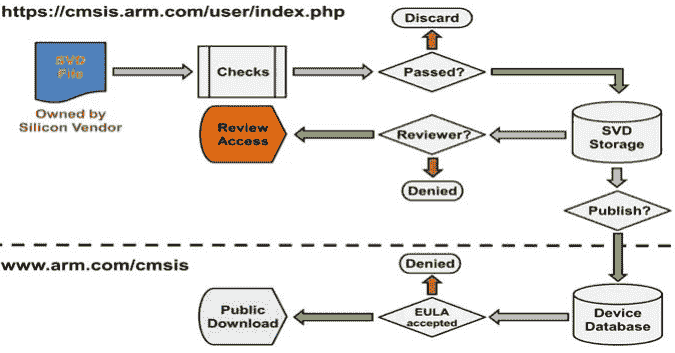 https://cmsis.arm.com/user/index.php
Discard
SVD
File
Checks
Passed?
Owned by
Silicon Vendor
Review
Access
Reviewer?
SVD
Storage
Denied
Publish?
www.arm.com/cmsis
Denied
Public
Download
EULA
accepted
Device
Database